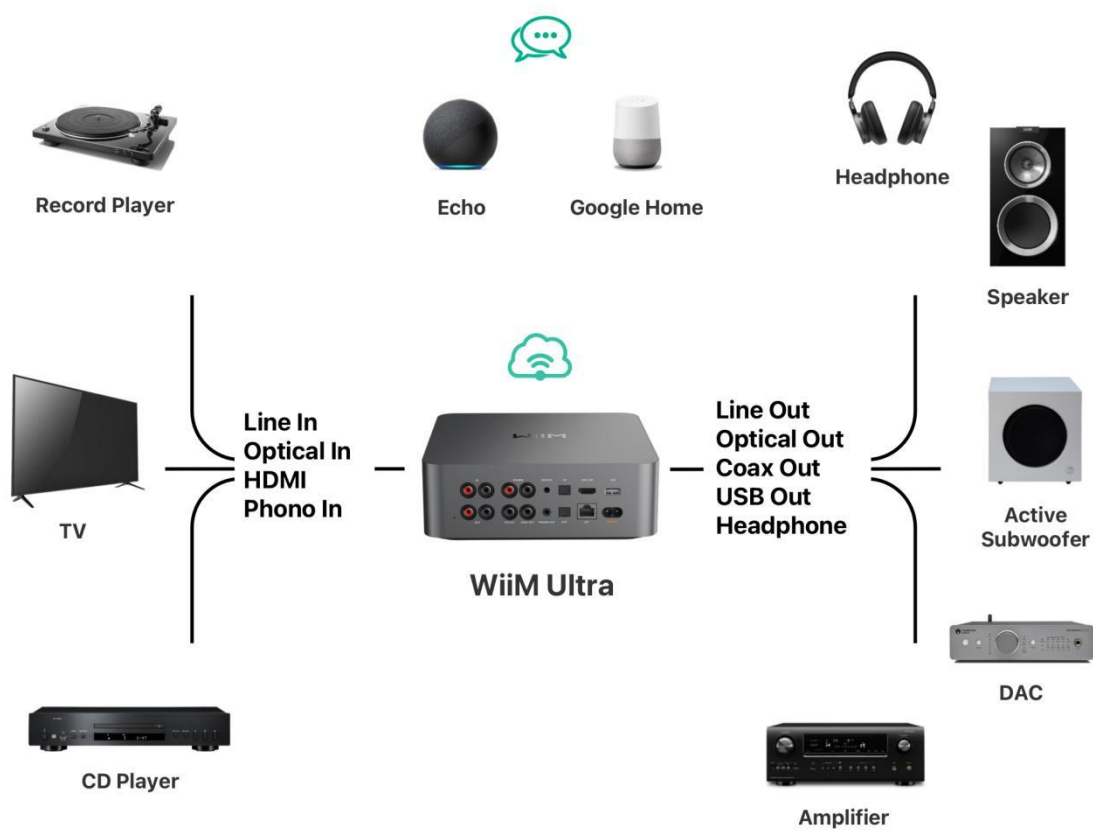 Record Player
Echo
Google Home
Headphone
Speaker
TV
Line In
Optical In
HDMI
Phono In
WiiM
WiiM Ultra
Line Out
Optical Out
Coax Out
USB Out
Headphone
Active
Subwoofer
DAC
CD Player
Amplifier